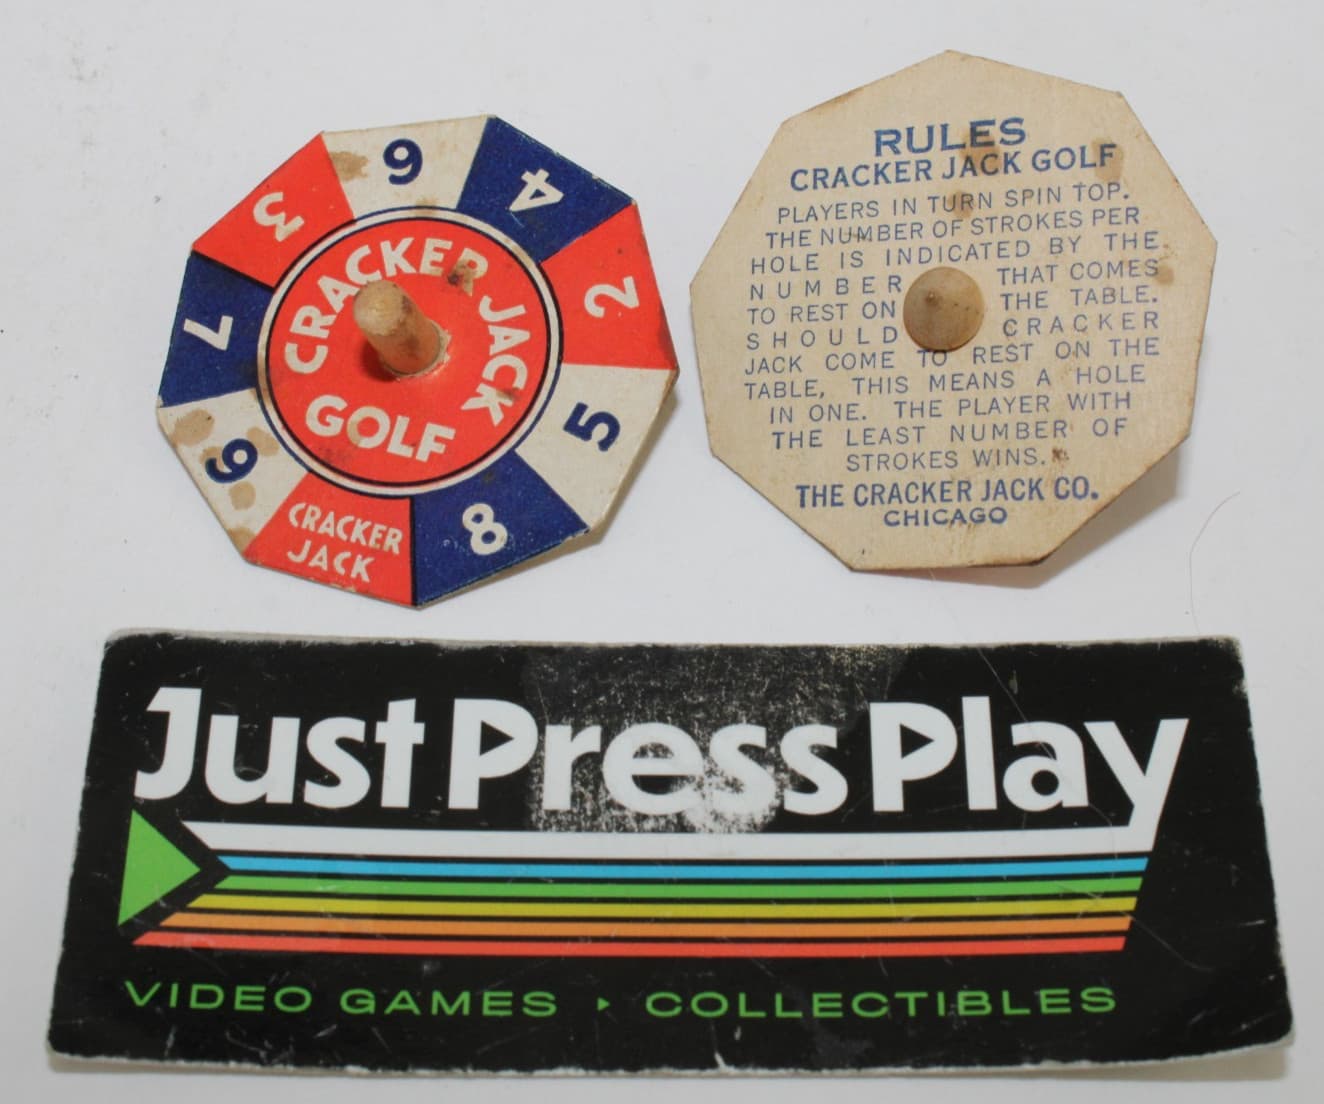 CRACKER JACK
GOLF
6
4
2
5
8
CRACKER
JACK
9
7
3
RULES
CRACKER JACK GOLF
PLAYERS IN TURN SPIN TOP.
THE NUMBER OF STROKES PER
HOLE IS INDICATED BY THE
NUMBER THAT COMES
TO REST ON THE TABLE.
SHOULD CRACKER
JACK COME TO REST ON THE
TABLE, THIS MEANS A HOLE
IN ONE. THE PLAYER WITH
THE LEAST NUMBER OF
STROKES WINS.
THE CRACKER JACK CO.
CHICAGO
Just Press Play
VIDEO GAMES ▸ COLLECTIBLES